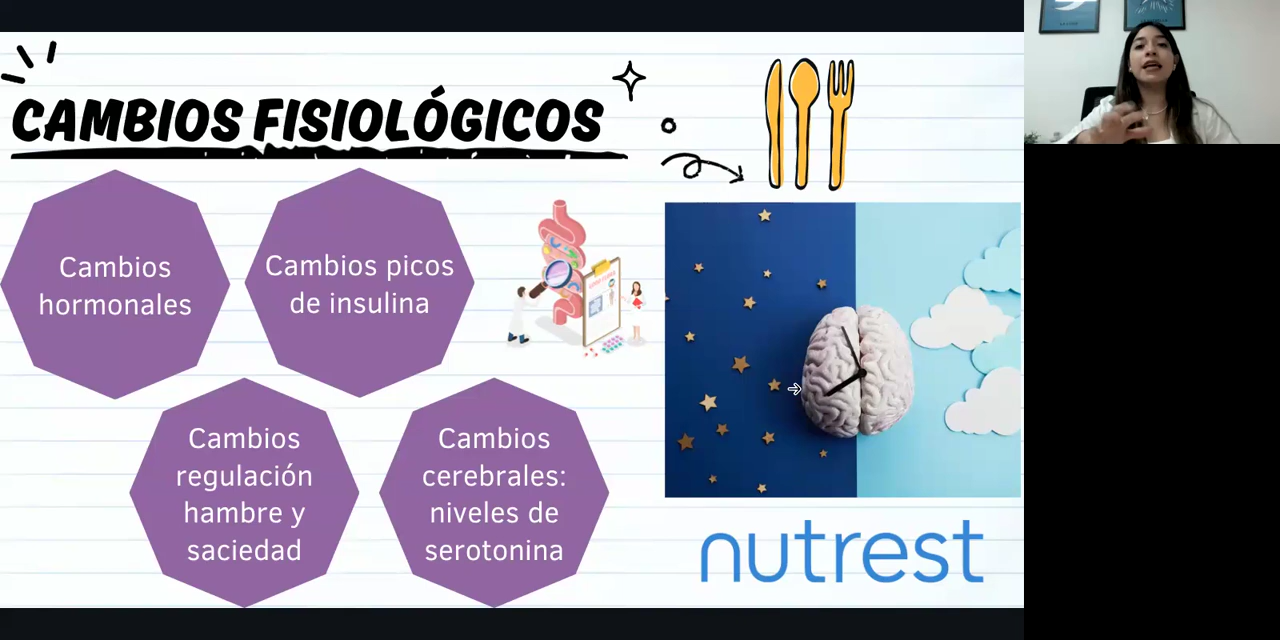 CAMBIOS FISIOLÓGICOS
Cambios
hormonales
Cambios picos
de insulina
Cambios
regulación
hambre y
saciedad
Cambios
cerebrales:
niveles de
serotonina
nutrest